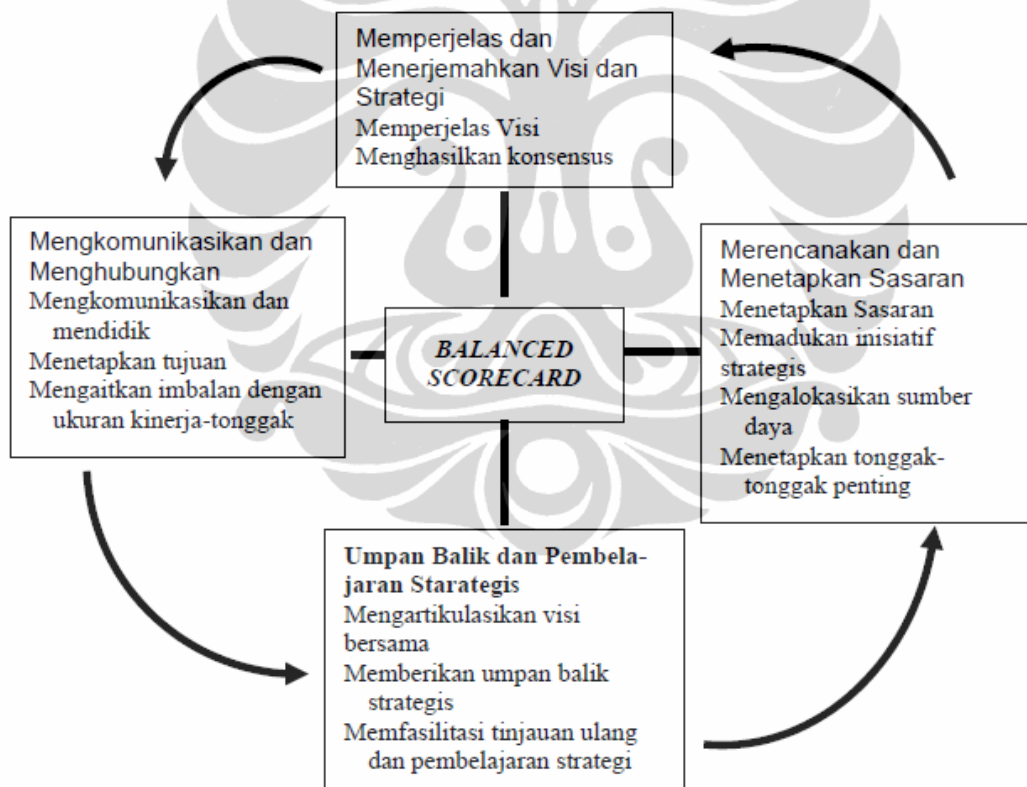 Memperjelas dan
Menerjemahkan Visi dan
Strategi
Memperjelas Visi
Menghasilkan konsensus
Mengkomunikasikan dan
Menghubungkan
Mengkomunikasikan dan
mendidik
Menetapkan tujuan
Mengaitkan imbalan dengan
ukuran kinerja-tonggak
BALANCED
SCORECARD
Merencanakan dan
Menetapkan Sasaran
Menetapkan Sasaran
Memadukan inisiatif
strategis
Mengalokasikan sumber
daya
Menetapkan tonggak-
tonggak penting
Umpan Balik dan Pembela-
jaran Starategis
Mengartikulasikan visi
bersama
Memberikan umpan balik
strategis
Memfasilitasi tinjauan ulang
dan pembelajaran strategi